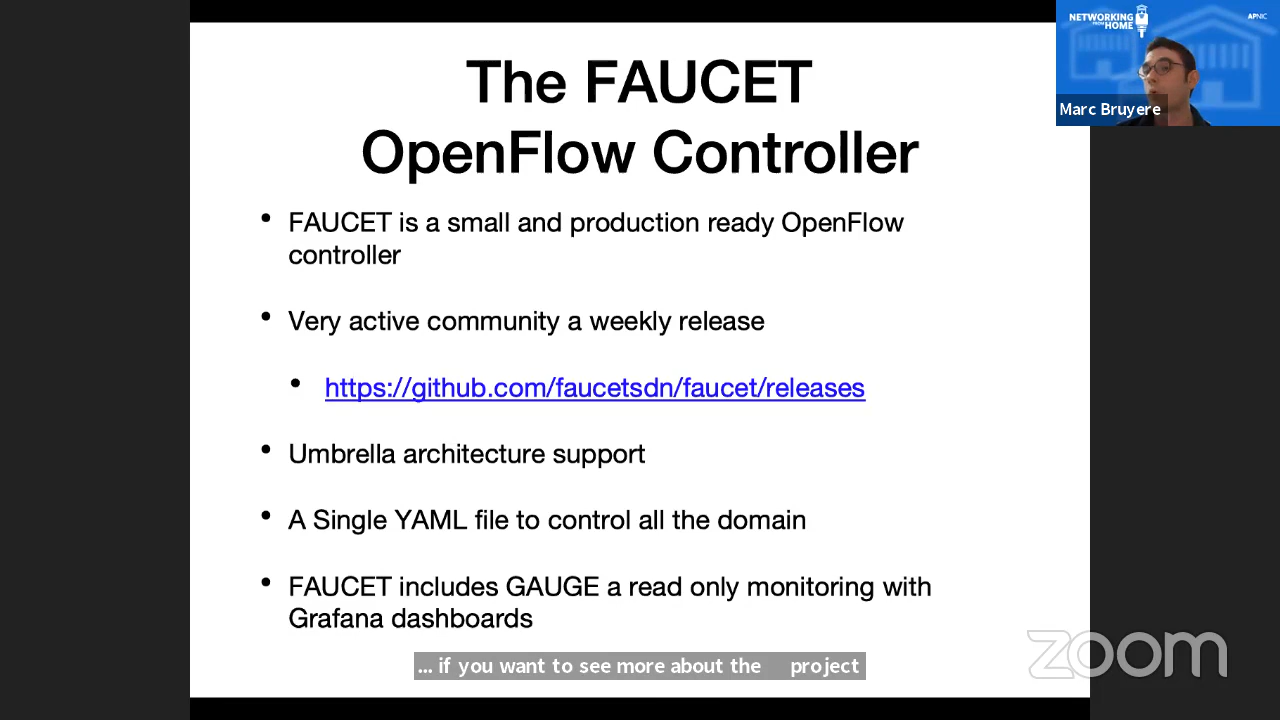 The FAUCET
OpenFlow Controller
• FAUCET is a small and production ready OpenFlow
controller
• Very active community a weekly release
• https://github.com/faucetsdn/faucet/releases
• Umbrella architecture support
• A Single YAML file to control all the domain
• FAUCET includes GAUGE a read only monitoring with
Grafana dashboards
... if you want to see more about the project
zoom
NETWORKING
FROM
HOME
APNIC
Marc Bruyere